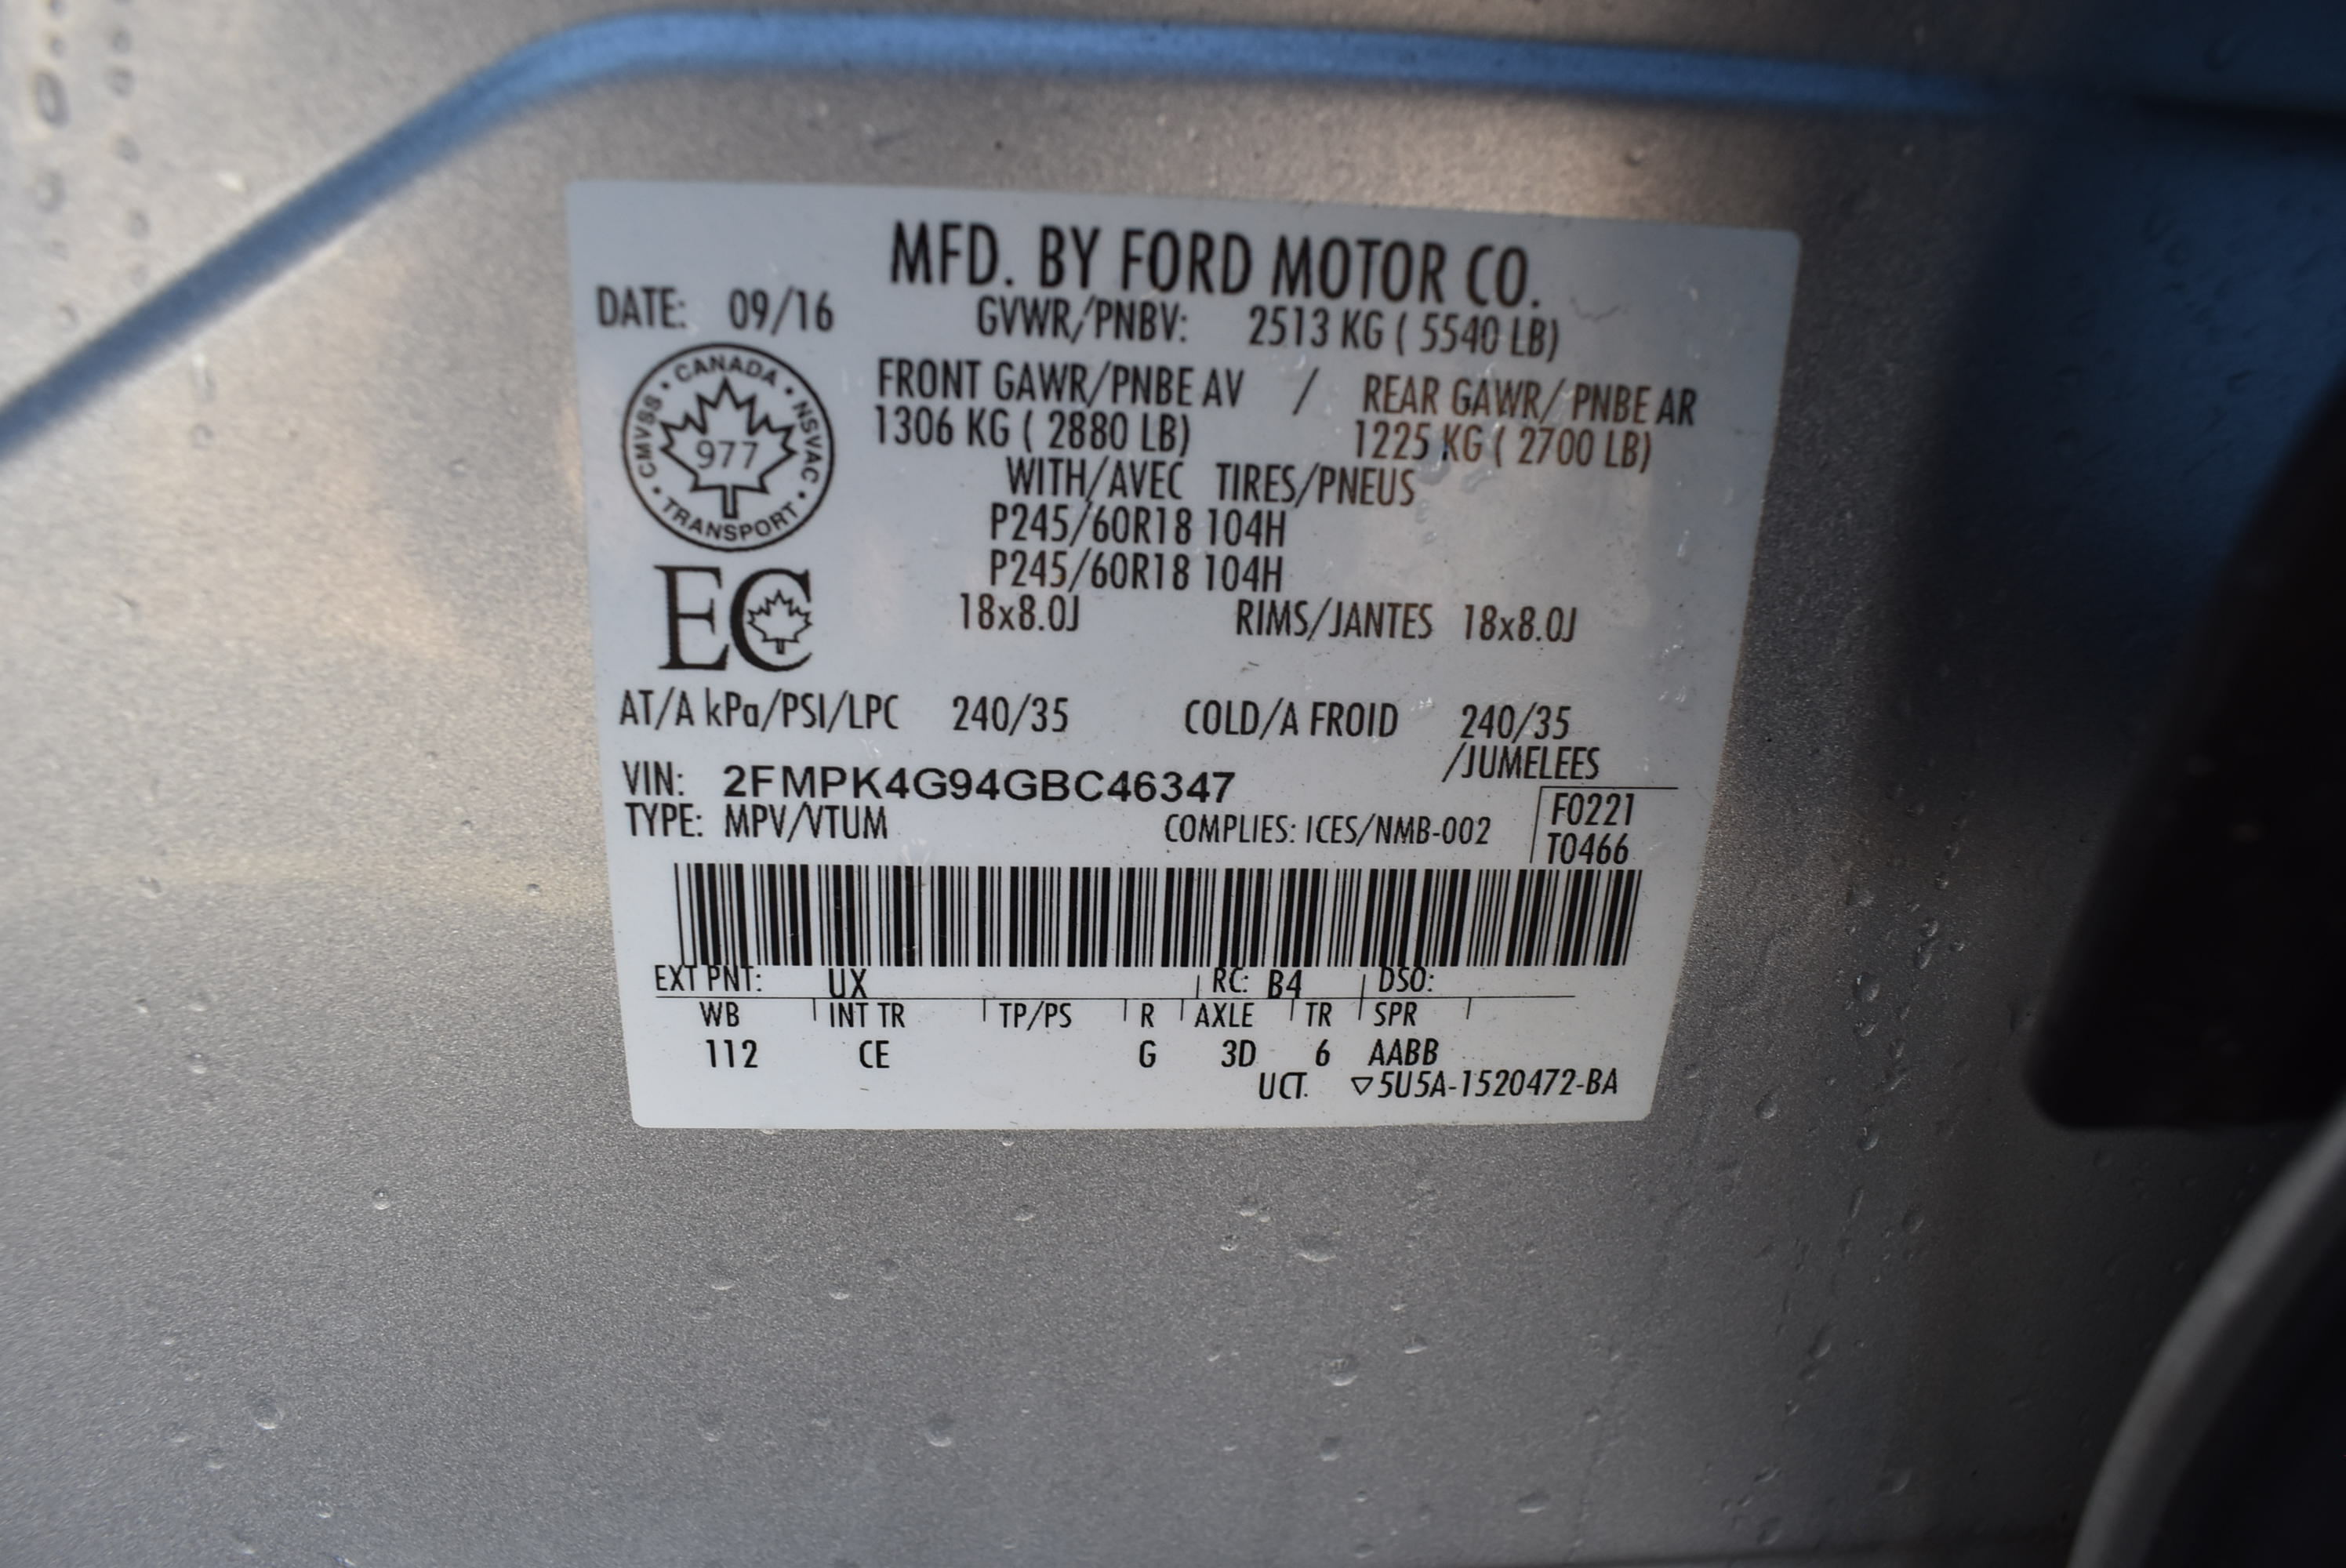 MFD. BY FORD MOTOR CO.
DATE: 09/16 GVWR/PNBV: 2513 KG ( 5540 LB)
CANADA
CMVSS NSVAC
977
TRANSPORT
FRONT GAWR/PNBE AV / REAR GAWR/ PNBE AR
1306 KG ( 2880 LB) 1225 KG ( 2700 LB)
WITH/AVEC TIRES/PNEUS
P245/60R18 104H
P245/60R18 104H
EC
18x8.0J RIMS/JANTES 18x8.0J
AT/A kPa/PSI/LPC 240/35 COLD/A FROID 240/35
/JUMELEES
VIN: 2FMPK4G94GBC46347
F0221
TYPE: MPV/VTUM COMPLIES: ICES/NMB-002
T0466
EXT PNT: UX RC: B4 DSO:
WB INT TR TP/PS R AXLE TR SPR
112 CE G 3D 6 AABB
UCT. ▽5U5A-1520472-BA